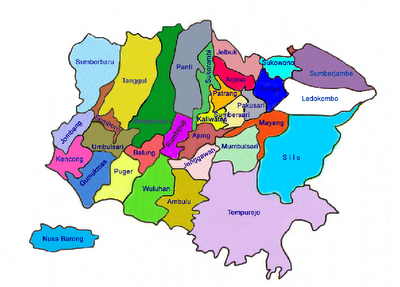 Jelbuk
Sumberbaru
Sukowono
Panti
Sukorambi
Tanggul
Arjasa
Sumberjambe
Patrang
Ledokombo
Pakusari
Sumbersari
Kaliwates
Mayang
Jombang
Ajung
Rambipuji
Umbulsari
Mumbulsari
Balung
Jenggawah
Silo
Kencong
Gumukmas
Puger
Wuluhan
Ambulu
Tempurejo
Nusa Barong